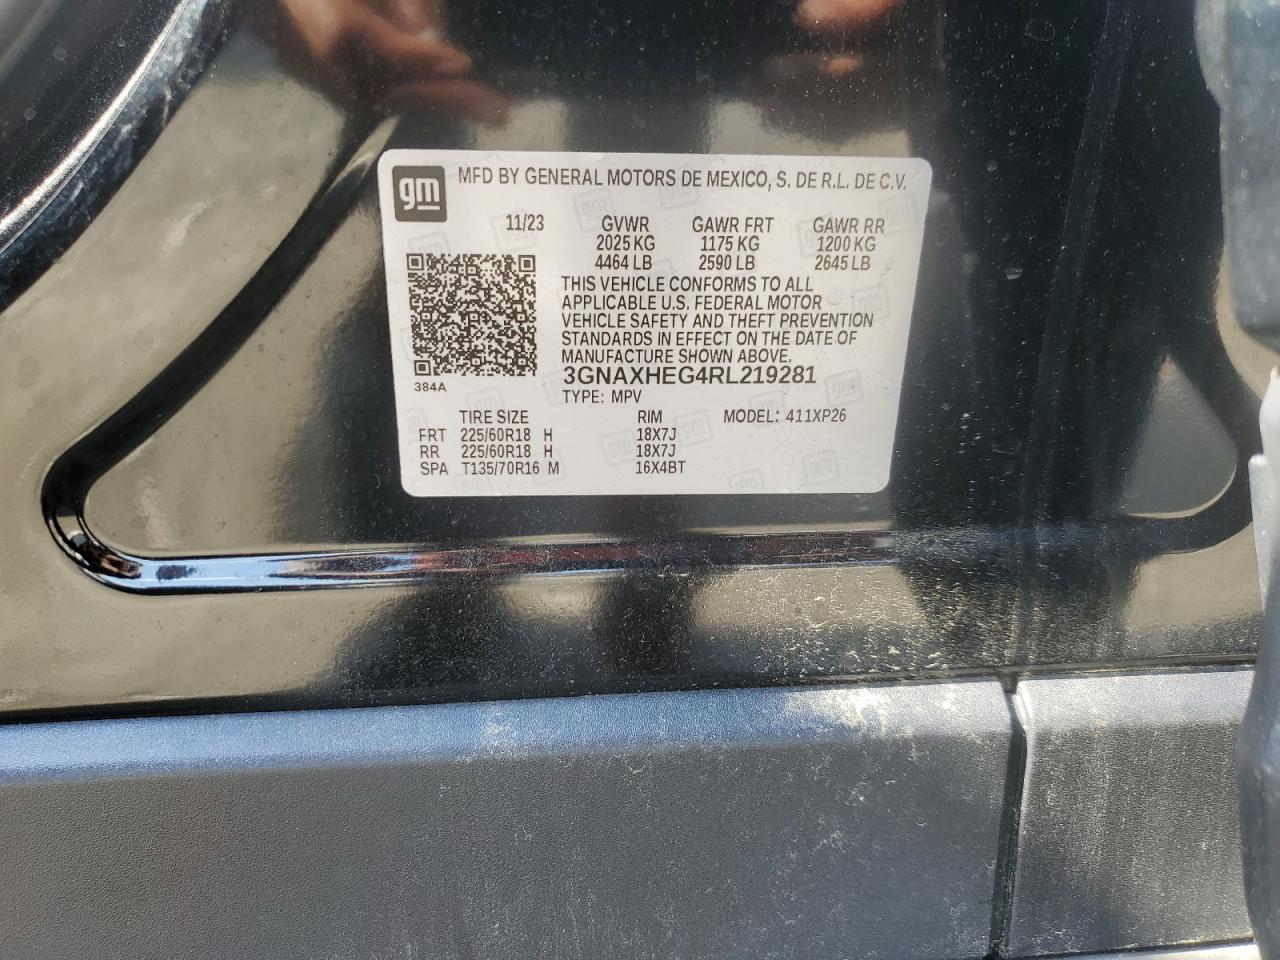 gm MFD BY GENERAL MOTORS DE MEXICO, S. DE R.L. DE C.V.
11/23 GVWR GAWR FRT GAWR RR
2025 KG 1175 KG 1200 KG
4464 LB 2590 LB 2645 LB
THIS VEHICLE CONFORMS TO ALL
APPLICABLE U.S. FEDERAL MOTOR
VEHICLE SAFETY AND THEFT PREVENTION
STANDARDS IN EFFECT ON THE DATE OF
MANUFACTURE SHOWN ABOVE.
3GNAXHEG4RL219281
384A
TYPE: MPV
TIRE SIZE RIM MODEL: 411XP26
FRT 225/60R18 H 18X7J
RR 225/60R18 H 18X7J
SPA T135/70R16 M 16X4BT